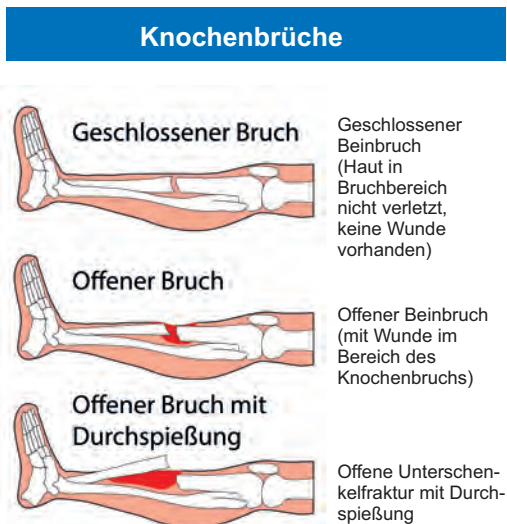 Knochenbrüche
Geschlossener Bruch
Geschlossener
Beinbruch
(Haut in
Bruchbereich
nicht verletzt,
keine Wunde
vorhanden)
Offener Bruch
Offener Beinbruch
(mit Wunde im
Bereich des
Knochenbruchs)
Offener Bruch mit
Durchspießung
Offene Unterschen-
kelfraktur mit Durch-
spießung